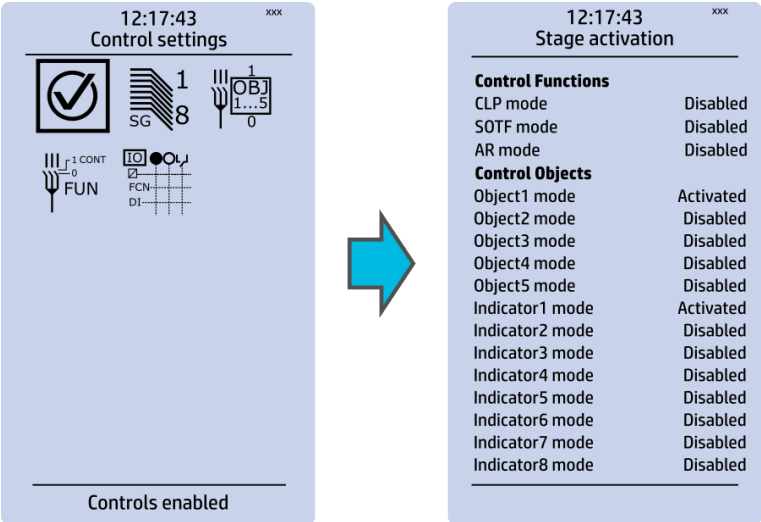 12:17:43
xxx
Control settings
1
SG
8
1
OBJ
1...5
0
1 CONT
0
FUN
IO
FCN
DI
Controls enabled
12:17:43
xxx
Stage activation
Control Functions
CLP mode Disabled
SOTF mode Disabled
AR mode Disabled
Control Objects
Object1 mode Activated
Object2 mode Disabled
Object3 mode Disabled
Object4 mode Disabled
Object5 mode Disabled
Indicator1 mode Activated
Indicator2 mode Disabled
Indicator3 mode Disabled
Indicator4 mode Disabled
Indicator5 mode Disabled
Indicator6 mode Disabled
Indicator7 mode Disabled
Indicator8 mode Disabled